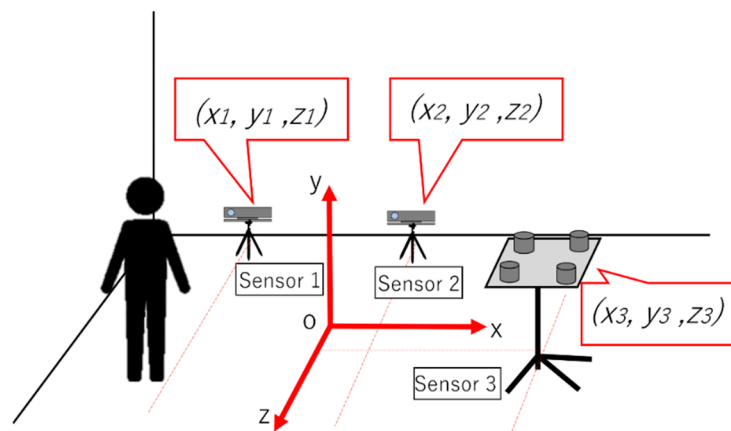 (x1, y1 ,z1)
(x2, y2 ,z2)
y
Sensor 1
Sensor 2
(x3, y3 ,z3)
O
x
Sensor 3
z